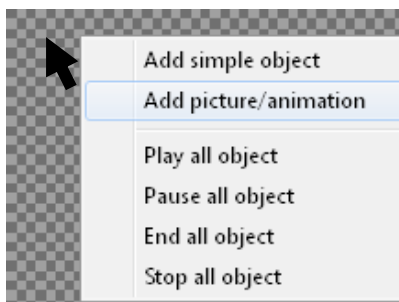 Add simple object
Add picture/animation
Play all object
Pause all object
End all object
Stop all object